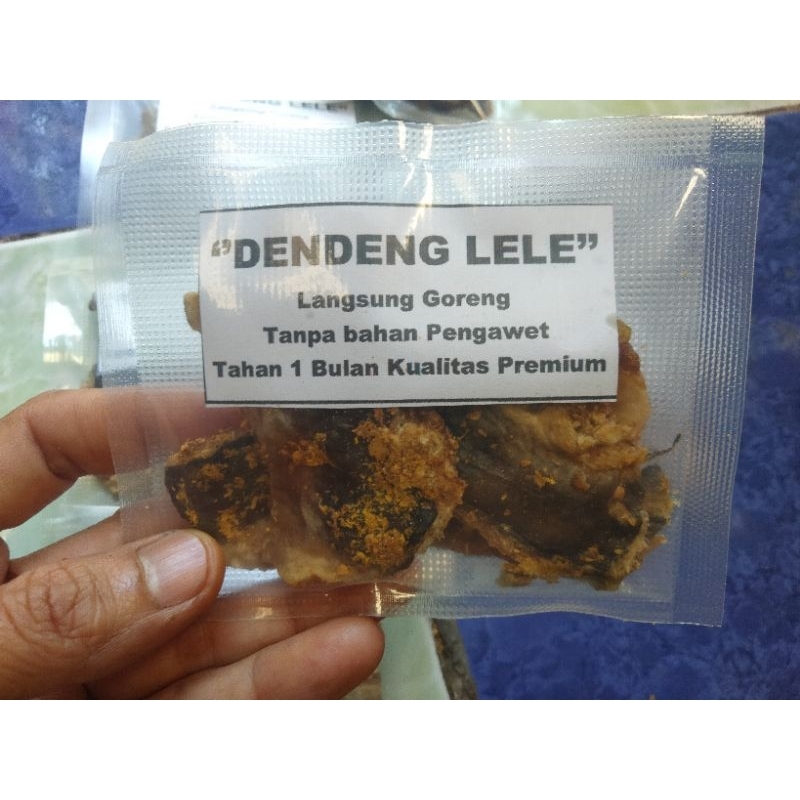 "DENDENG LELE"
Langsung Goreng
Tanpa bahan Pengawet
Tahan 1 Bulan Kualitas Premium